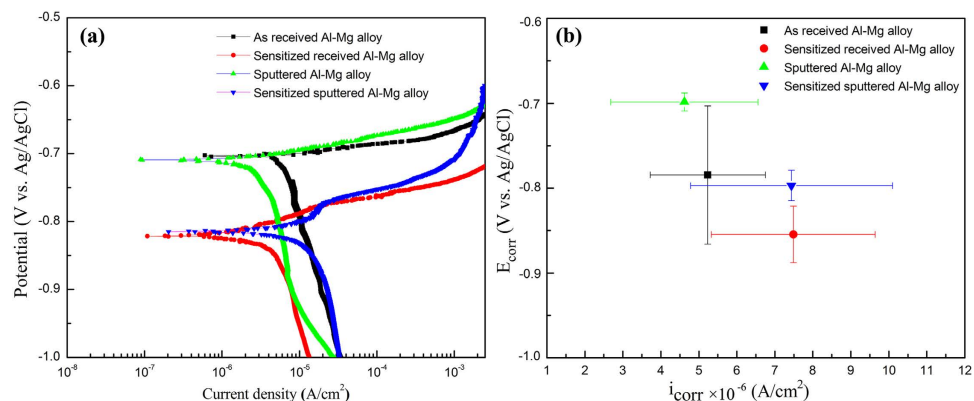 (a)
As received Al-Mg alloy
Sensitized received Al-Mg alloy
Sputtered Al-Mg alloy
Sensitized sputtered Al-Mg alloy
Potential (V vs. Ag/AgCl)
-0.5
-0.6
-0.7
-0.8
-0.9
-1.0
10⁻⁸ 10⁻⁷ 10⁻⁶ 10⁻⁵ 10⁻⁴ 10⁻³
Current density (A/cm²)
(b)
As received Al-Mg alloy
Sensitized received Al-Mg alloy
Sputtered Al-Mg alloy
Sensitized sputtered Al-Mg alloy
E_corr (V vs. Ag/AgCl)
-0.6
-0.7
-0.8
-0.9
-1.0
1 2 3 4 5 6 7 8 9 10 11 12
i_corr ×10⁻⁶ (A/cm²)